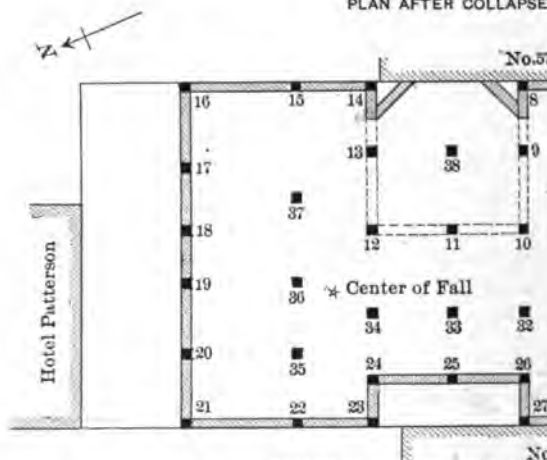 PLAN AFTER COLLAPSE
N
No.5
16 15 14 8
13 38 9
17
37
18 12 11 10
19 36 Center of Fall
34 33 32
Hotel Patterson
20 35 24 25 26
21 22 23 27
No